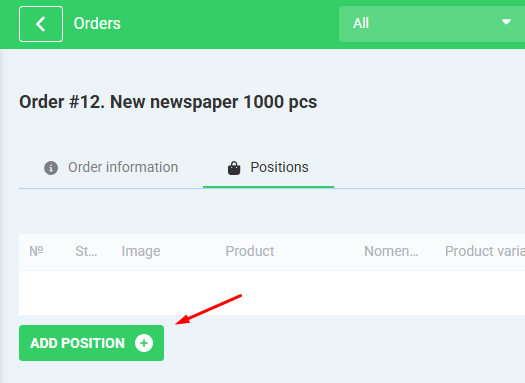 Orders
All
Order #12. New newspaper 1000 pcs
Order information Positions
№ St... Image Product Nomen... Product varia
ADD POSITION